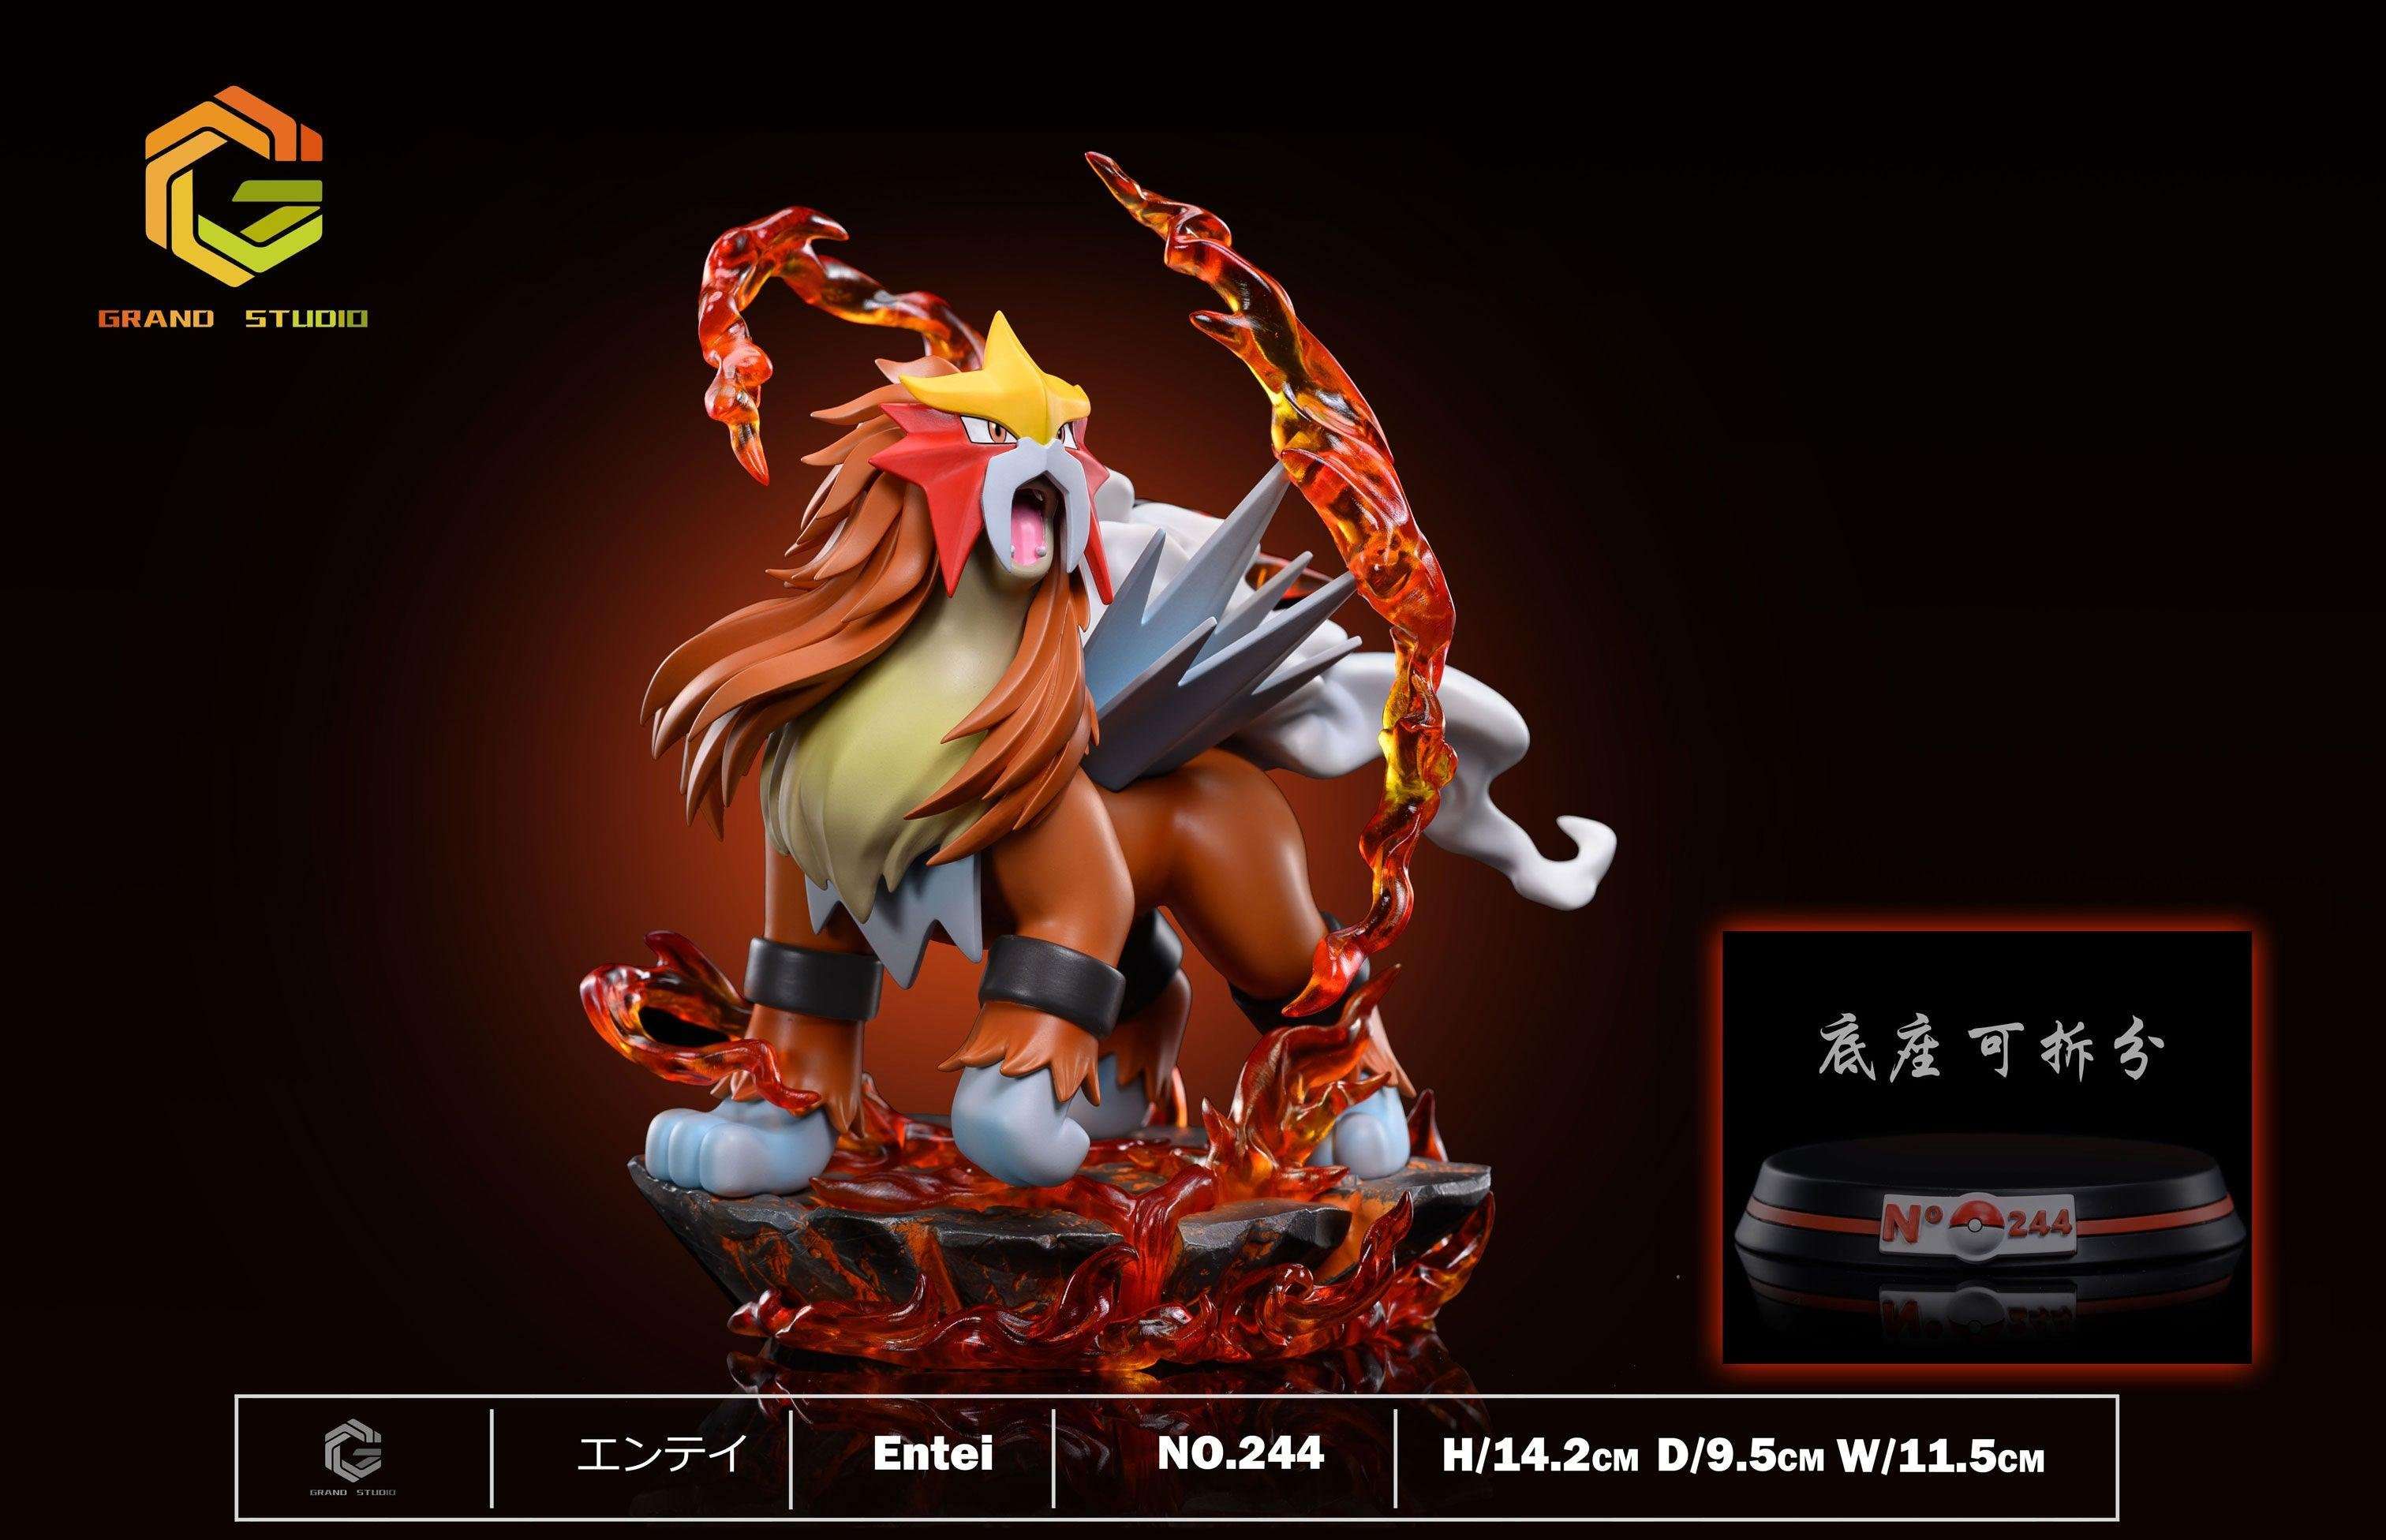 GRAND STUDIO
底座可拆分
Nº 244
GRAND STUDIO
エンテイ
Entei
NO.244
H/14.2CM D/9.5CM W/11.5CM